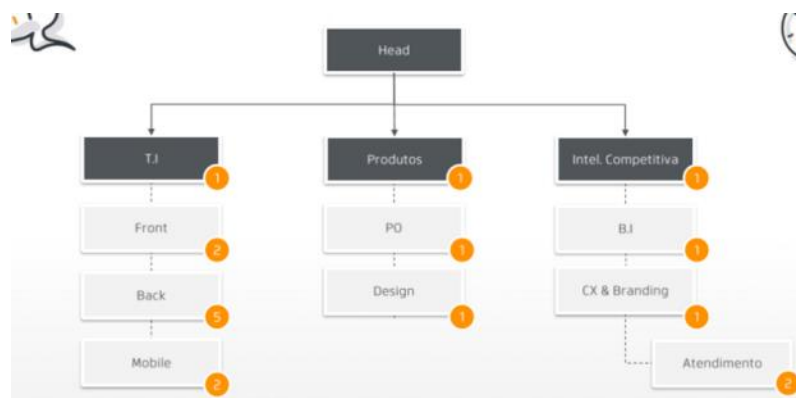 Head
T.I
1
Produtos
1
Intel. Competitiva
1
Front
2
PO
1
B.I
1
Back
5
Design
1
CX & Branding
1
Mobile
2
Atendimento
2